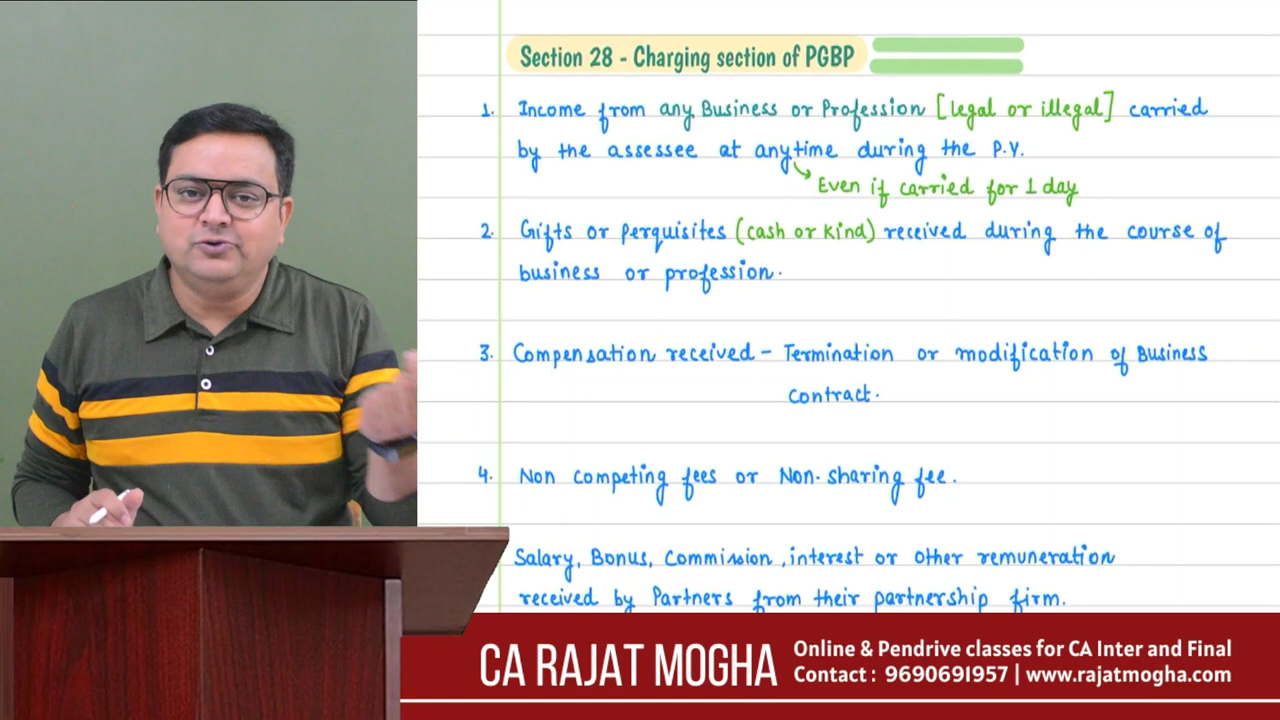 Section 28 - Charging section of PGBP
1. Income from any Business or Profession [legal or illegal] carried
by the assessee at anytime during the P.Y.
Even if carried for 1 day
2. Gifts or Perquisites (cash or kind) received during the course of
business or profession.
3. Compensation received - Termination or modification of Business
contract.
4. Non competing fees or Non-sharing fee.
Salary, Bonus, Commission, interest or other remuneration
received by Partners from their partnership firm.
CA RAJAT MOGHA
Online & Pendrive classes for CA Inter and Final
Contact : 9690691957 | www.rajatmogha.com